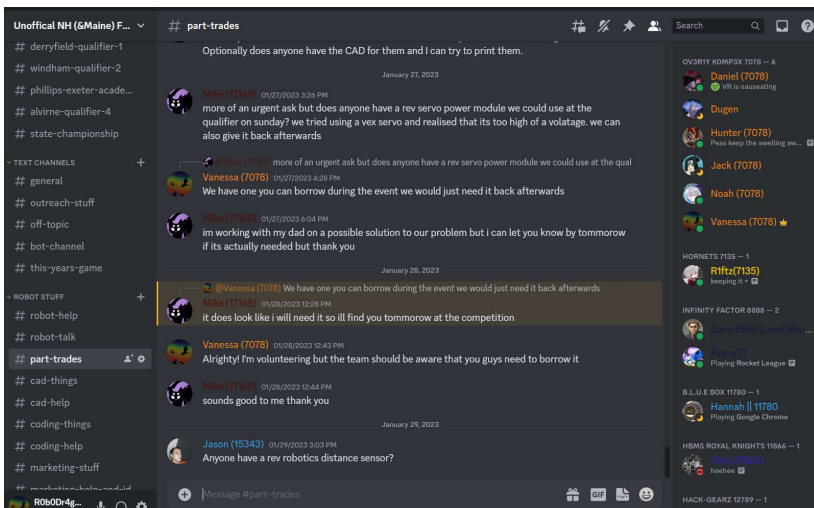 Unoffical NH (&Maine) F...
# derryfield-qualifier-1
# windham-qualifier-2
# phillips-exeter-acade...
# alvirne-qualifier-4
# state-championship
TEXT CHANNELS
# general
# outreach-stuff
# off-topic
# bot-channel
# this-years-game
ROBOT STUFF
# robot-help
# robot-talk
# part-trades
# cad-things
# cad-help
# coding-things
# coding-help
# marketing-stuff
# marketing-help-and-id
R0b0Dr4g...
# part-trades
Search
Optionally does anyone have the CAD for them and I can try to print them.
January 27, 2023
Mike (17165) 01/27/2023 3:26 PM
more of an urgent ask but does anyone have a rev servo power module we could use at the
qualifier on sunday? we tried using a vex servo and realised that its too high of a volatage. we can
also give it back afterwards
more of an urgent ask but does anyone have a rev servo power module we could use at the qual
Vanessa (7078) 01/27/2023 4:28 PM
We have one you can borrow during the event we would just need it back afterwards
Mike (17165) 01/27/2023 6:04 PM
im working with my dad on a possible solution to our problem but i can let you know by tommorow
if its actually needed but thank you
January 28, 2023
@Vanessa (7078) We have one you can borrow during the event we would just need it back afterwards
Mike (17165) 01/28/2023 12:28 PM
it does look like i will need it so ill find you tommorow at the competition
Vanessa (7078) 01/28/2023 12:43 PM
Alrighty! I'm volunteering but the team should be aware that you guys need to borrow it
Mike (17165) 01/28/2023 12:44 PM
sounds good to me thank you
January 29, 2023
Jason (15343) 01/29/2023 3:03 PM
Anyone have a rev robotics distance sensor?
Message #part-trades
GIF
OV3R1Y K0MP3X 7078 — 6
Daniel (7078)
VR is nauseating
Dugen
Hunter (7078)
Peas keep the swelling aw...
Jack (7078)
Noah (7078)
Vanessa (7078)
HORNETS 7135 — 1
R1ftz(7135)
keeping it
INFINITY FACTOR 8888 — 2
Dave 8888 (Lead
Playing Rocket League
B.L.U.E BOX 11780 — 1
Hannah || 11780
Playing Google Chrome
HBMS ROYAL KNIGHTS 11866 — 1
heehee
HACK-GEARZ 12789 — 1